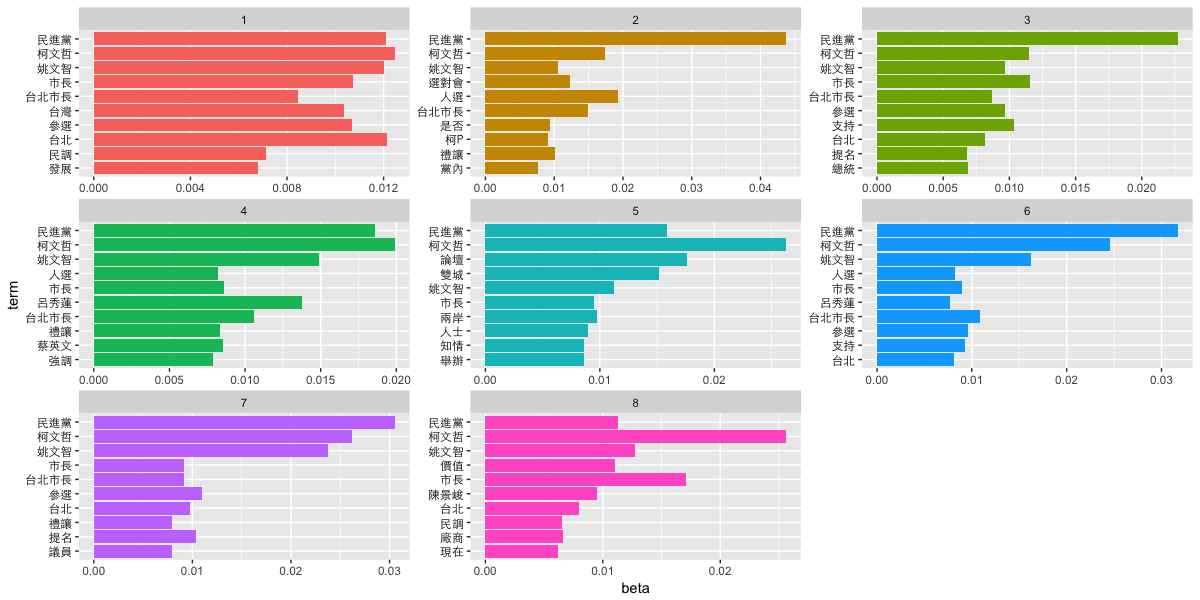 1
民進黨
柯文哲
姚文智
市長
台北市長
台灣
參選
台北
民調
發展
0.000 0.004 0.008 0.012
2
民進黨
柯文哲
姚文智
選對會
人選
台北市長
是否
柯P
禮讓
黨內
0.00 0.01 0.02 0.03 0.04
3
民進黨
柯文哲
姚文智
市長
台北市長
參選
支持
台北
提名
總統
0.000 0.005 0.010 0.015 0.020
term
4
民進黨
柯文哲
姚文智
人選
市長
呂秀蓮
台北市長
禮讓
蔡英文
強調
0.000 0.005 0.010 0.015 0.020
5
民進黨
柯文哲
論壇
雙城
姚文智
市長
兩岸
人士
知情
舉辦
0.00 0.01 0.02
6
民進黨
柯文哲
姚文智
人選
市長
呂秀蓮
台北市長
參選
支持
台北
0.00 0.01 0.02 0.03
7
民進黨
柯文哲
姚文智
市長
台北市長
參選
台北
禮讓
提名
議員
0.00 0.01 0.02 0.03
8
民進黨
柯文哲
姚文智
價值
市長
陳景峻
台北
民調
廠商
現在
0.00 0.01 0.02
beta